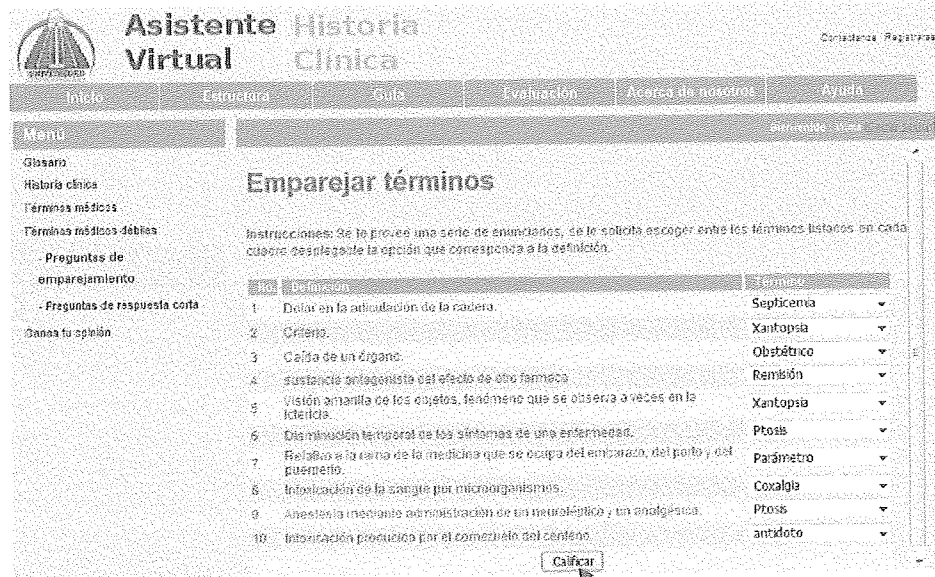 Asistente Historia
Virtual Clínica
UNIVERSIDAD
Contáctenos Registrarse
Inicio Estructura Guía Evaluación Acerca de nosotros Ayuda
Menú
Bienvenido
Glosario
Historia clínica
Términos médicos
Términos médicos débiles
- Preguntas de
emparejamiento
- Preguntas de respuesta corta
Danos tu opinión
Emparejar términos
Instrucciones: Se le provee una serie de enunciados, se le solicita escoger entre los términos listados en cada
cuadro desplegable la opción que corresponda a la definición.
No. Definición Término
1 Dolor en la articulación de la cadera. Septicemia
2 Criterio. Xantopsia
3 Caída de un órgano. Obstétrico
4 sustancia antagonista del efecto de otro fármaco Remisión
5 Visión amarilla de los objetos, fenómeno que se observa a veces en la
ictericia. Xantopsia
6 Disminución temporal de los síntomas de una enfermedad. Ptosis
7 Relativo a la rama de la medicina que se ocupa del embarazo, del parto y del
puerperio. Parámetro
8 Intoxicación de la sangre por microorganismos. Coxalgia
9 Anestesia mediante administración de un neuroléptico y un analgésico. Ptosis
10 Intoxicación producida por el cornezuelo del centeno. antídoto
Calificar